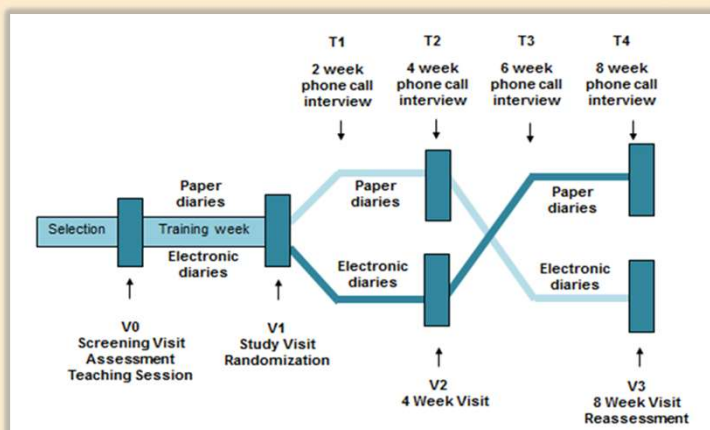 T1
2 week
phone call
interview
T2
4 week
phone call
interview
T3
6 week
phone call
interview
T4
8 week
phone call
interview
Paper
diaries
Selection
Training week
Electronic
diaries
Paper
diaries
Electronic
diaries
Paper
diaries
Electronic
diaries
V0
Screening Visit
Assessment
Teaching Session
V1
Study Visit
Randomization
V2
4 Week Visit
V3
8 Week Visit
Reassessment